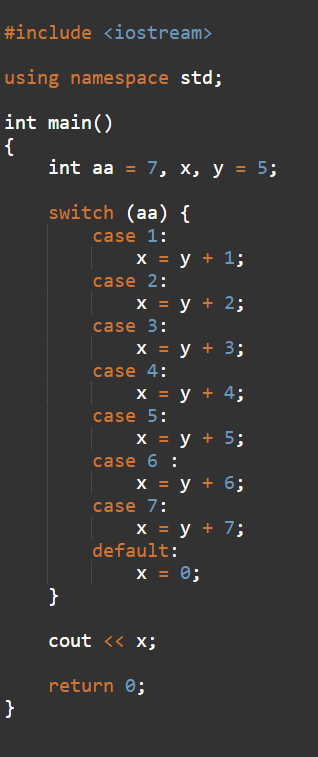 #include <iostream>
using namespace std;
int main()
{
int aa = 7, x, y = 5;
switch (aa) {
case 1:
x = y + 1;
case 2:
x = y + 2;
case 3:
x = y + 3;
case 4:
x = y + 4;
case 5:
x = y + 5;
case 6 :
x = y + 6;
case 7:
x = y + 7;
default:
x = 0;
}
cout << x;
return 0;
}